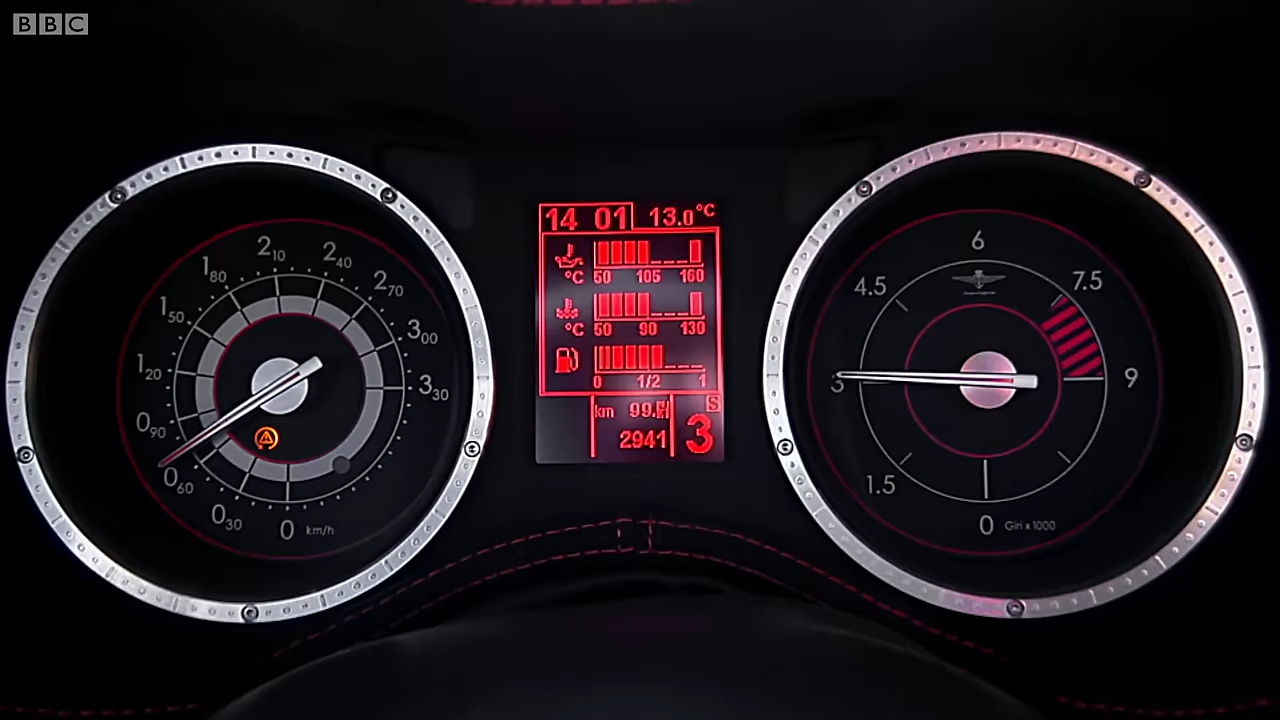 BBC
0 30
0 60
0 90
1 20
1 50
1 80
2 10
2 40
2 70
3 00
3 30
0 km/h
14 01 13.0°C
°C 50 105 160
°C 50 90 130
0 1/2 1
km
2941
S
3
0 Giri x 1000
1.5
3
4.5
6
7.5
9